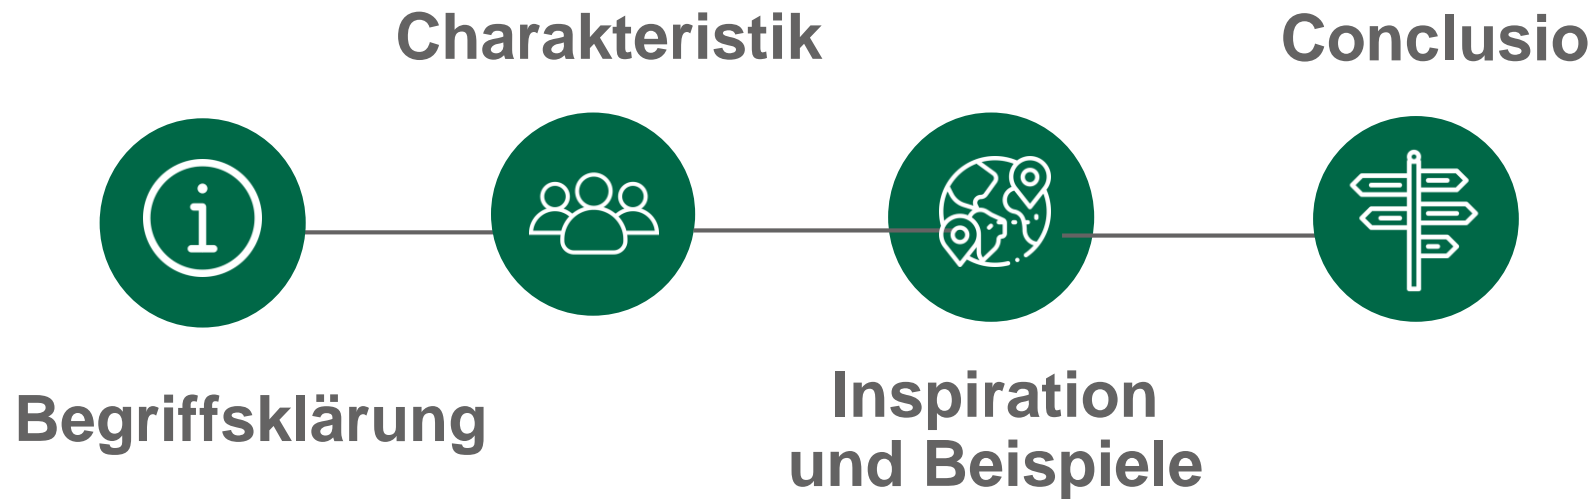 Begriffsklärung
Charakteristik
Inspiration
und Beispiele
Conclusio